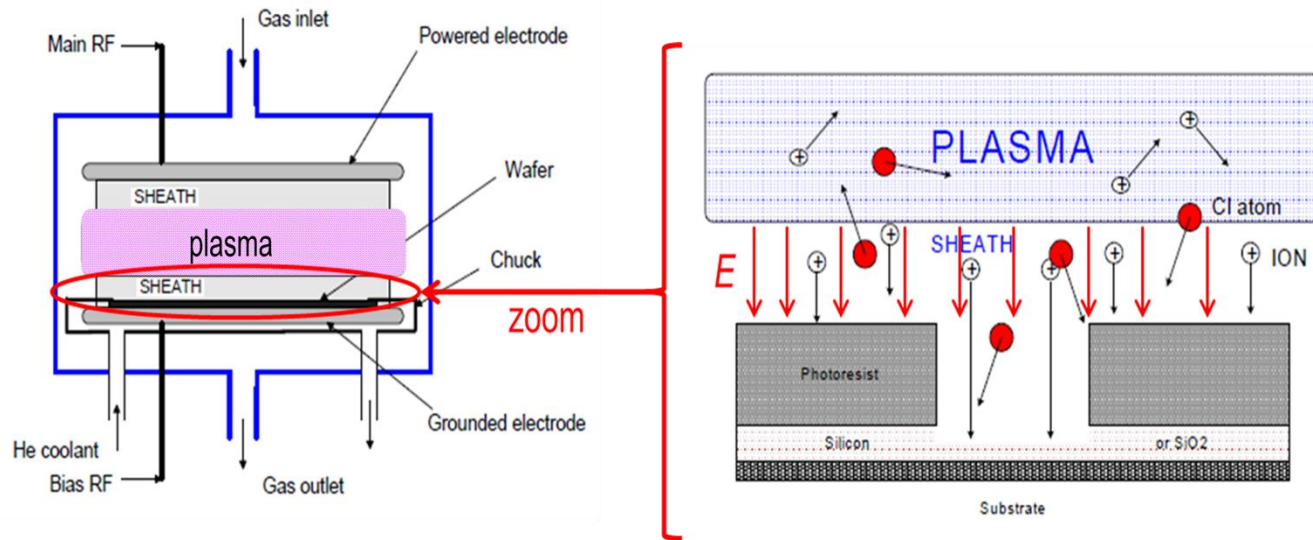 Gas inlet
Main RF
Powered electrode
SHEATH
Wafer
plasma
Chuck
SHEATH
zoom
Grounded electrode
He coolant
Bias RF
Gas outlet
PLASMA
Cl atom
SHEATH
ION
E
Photoresist
Silicon
or SiO2
Substrate